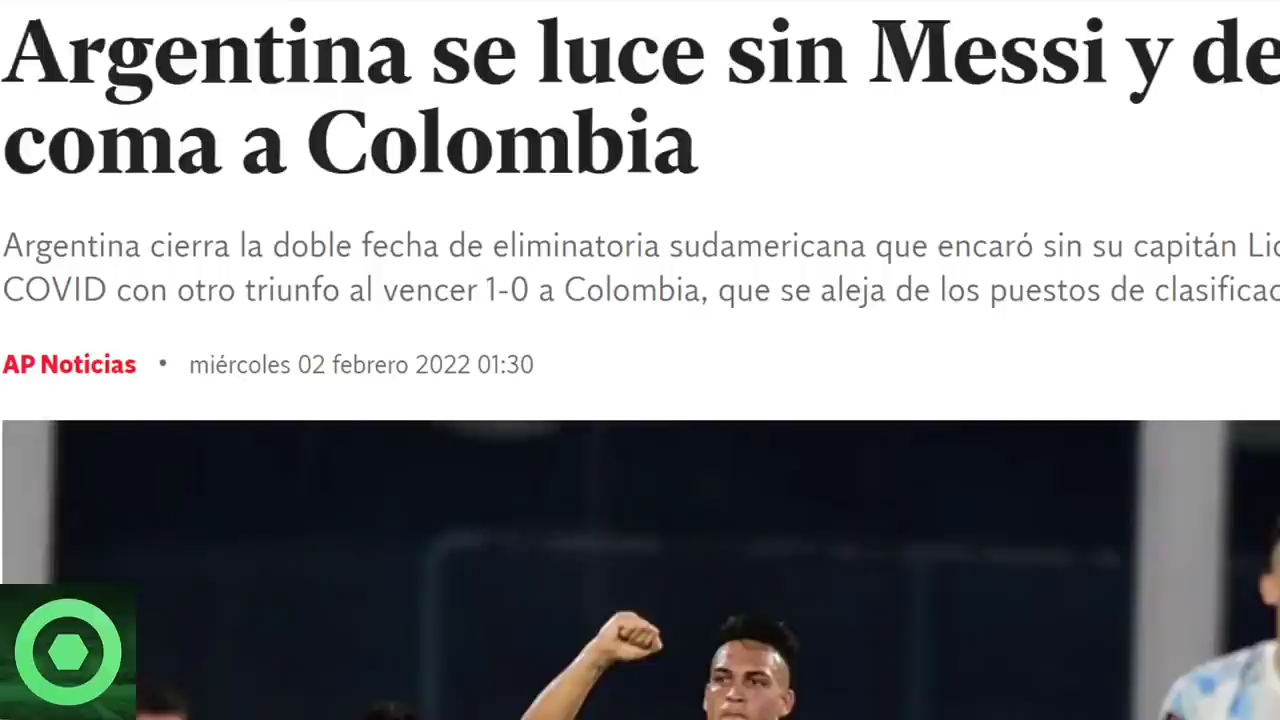 Argentina se luce sin Messi y de
coma a Colombia
Argentina cierra la doble fecha de eliminatoria sudamericana que encaró sin su capitán Lio
COVID con otro triunfo al vencer 1-0 a Colombia, que se aleja de los puestos de clasificac
AP Noticias • miércoles 02 febrero 2022 01:30